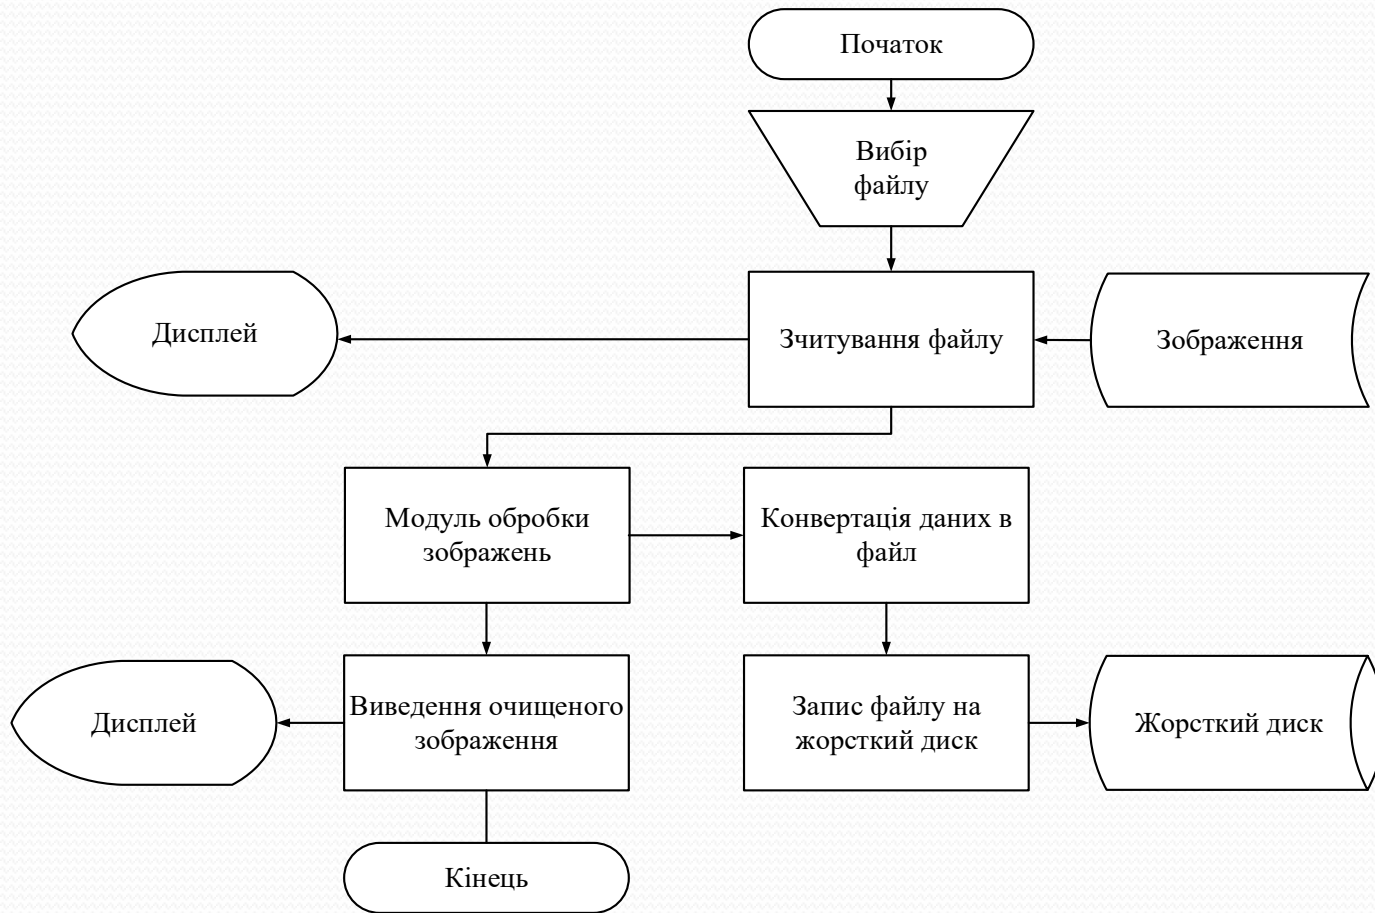 Початок
Вибір
файлу
Дисплей
Зчитування файлу
Зображення
Модуль обробки
зображень
Конвертація даних в
файл
Дисплей
Виведення очищеного
зображення
Запис файлу на
жорсткий диск
Жорсткий диск
Кінець